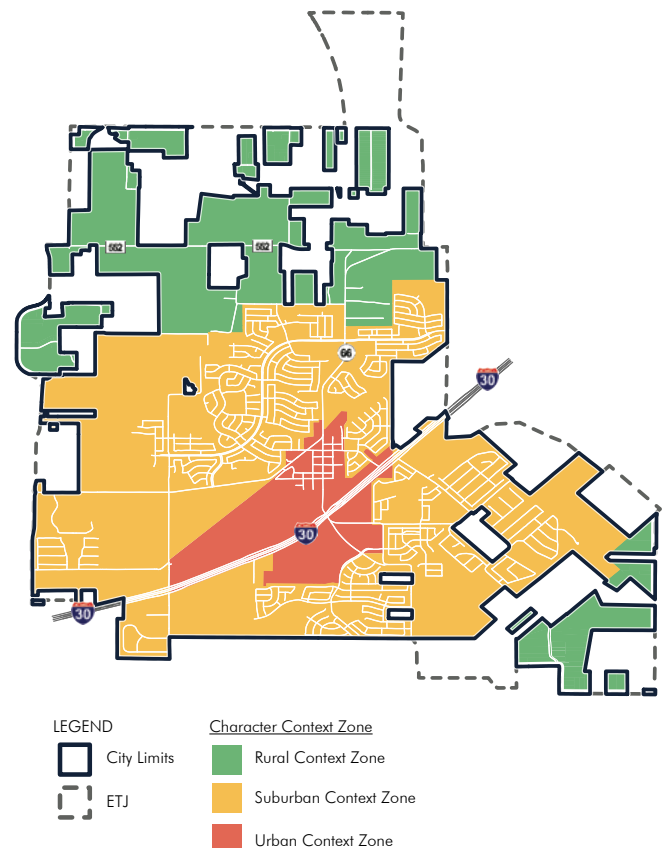 552
552
66
30
30
30
LEGEND
Character Context Zone
City Limits
Rural Context Zone
ETJ
Suburban Context Zone
Urban Context Zone